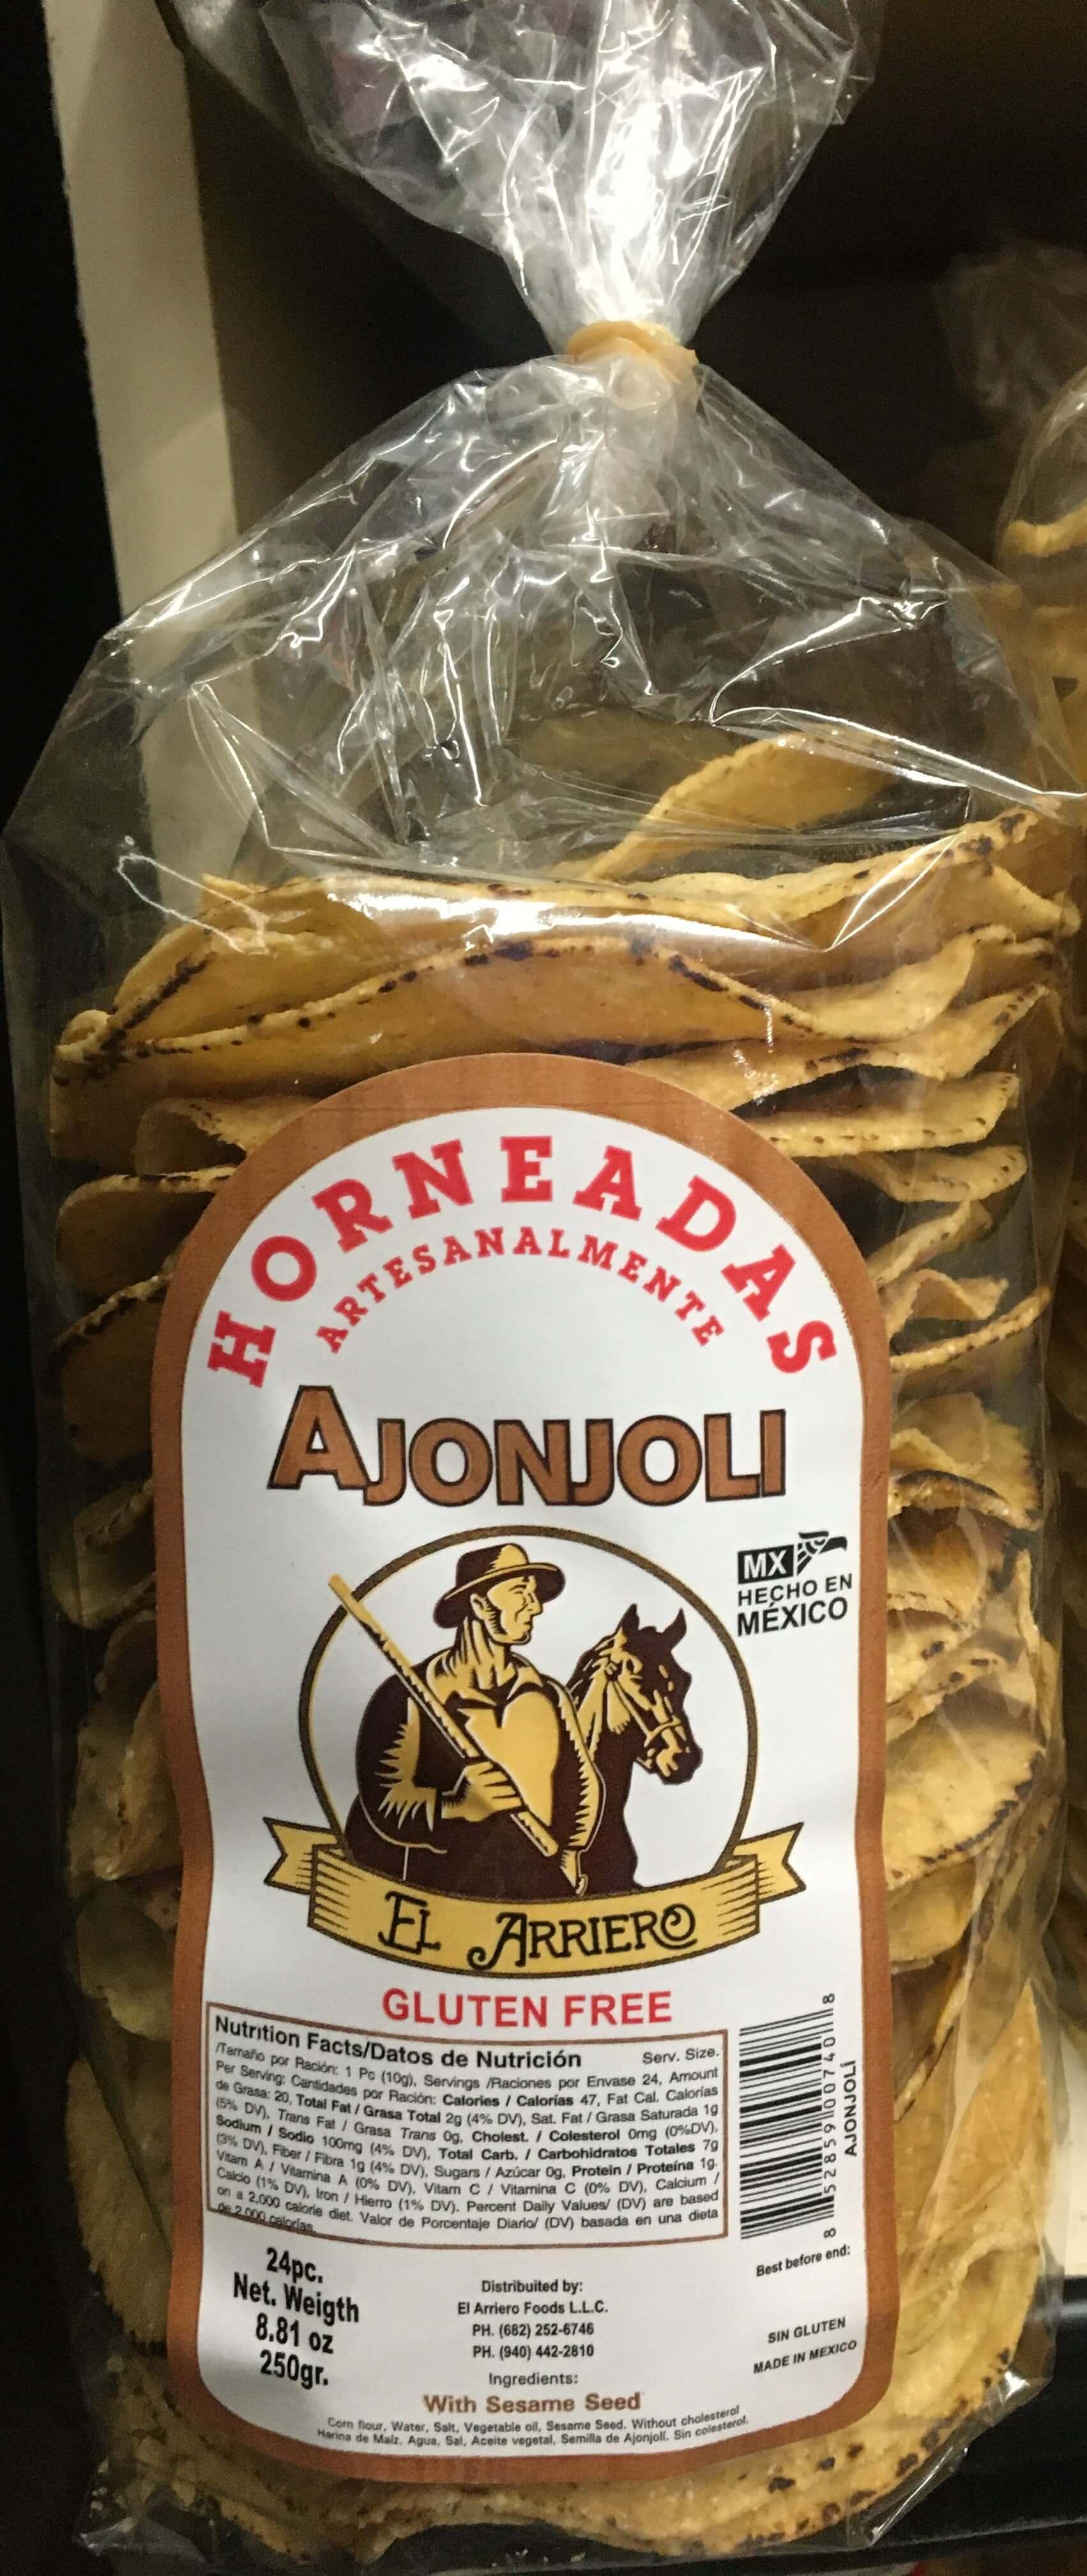 HORNEADAS
ARTESANALMENTE
AJONJOLI
MX
HECHO EN
MÉXICO
EL ARRIERO
GLUTEN FREE
Nutrition Facts/Datos de Nutrición Serv. Size.
/Tamaño por Ración: 1 Pc (10g), Servings /Raciones por Envase 24, Amount
Per Serving: Cantidades por Ración: Calories / Calorías 47, Fat Cal. Calorías
de Grasa: 20, Total Fat / Grasa Total 2g (4% DV), Sat. Fat / Grasa Saturada 1g
(5% DV), Trans Fat / Grasa Trans 0g, Cholest. / Colesterol 0mg (0%DV),
Sodium / Sodio 100mg (4% DV), Total Carb. / Carbohidratos Totales 7g
(3% DV), Fiber / Fibra 1g (4% DV), Sugars / Azúcar 0g, Protein / Proteína 1g.
Vitam A / Vitamina A (0% DV), Vitam C / Vitamina C (0% DV), Calcium /
Calcio (1% DV), Iron / Hierro (1% DV). Percent Daily Values/ (DV) are based
on a 2,000 calorie diet. Valor de Porcentaje Diario/ (DV) basada en una dieta
de 2,000 calorías.
8 52859 00740 8
AJONJOLÍ
Best before end:
24pc.
Net. Weigth
8.81 oz
250gr.
Distribuited by:
El Arriero Foods L.L.C.
PH. (682) 252-6746
PH. (940) 442-2810
SIN GLUTEN
MADE IN MEXICO
Ingredients:
With Sesame Seed
Corn flour, Water, Salt, Vegetable oil, Sesame Seed. Without cholesterol
Harina de Maíz, Agua, Sal, Aceite vegetal, Semilla de Ajonjolí. Sin colesterol.